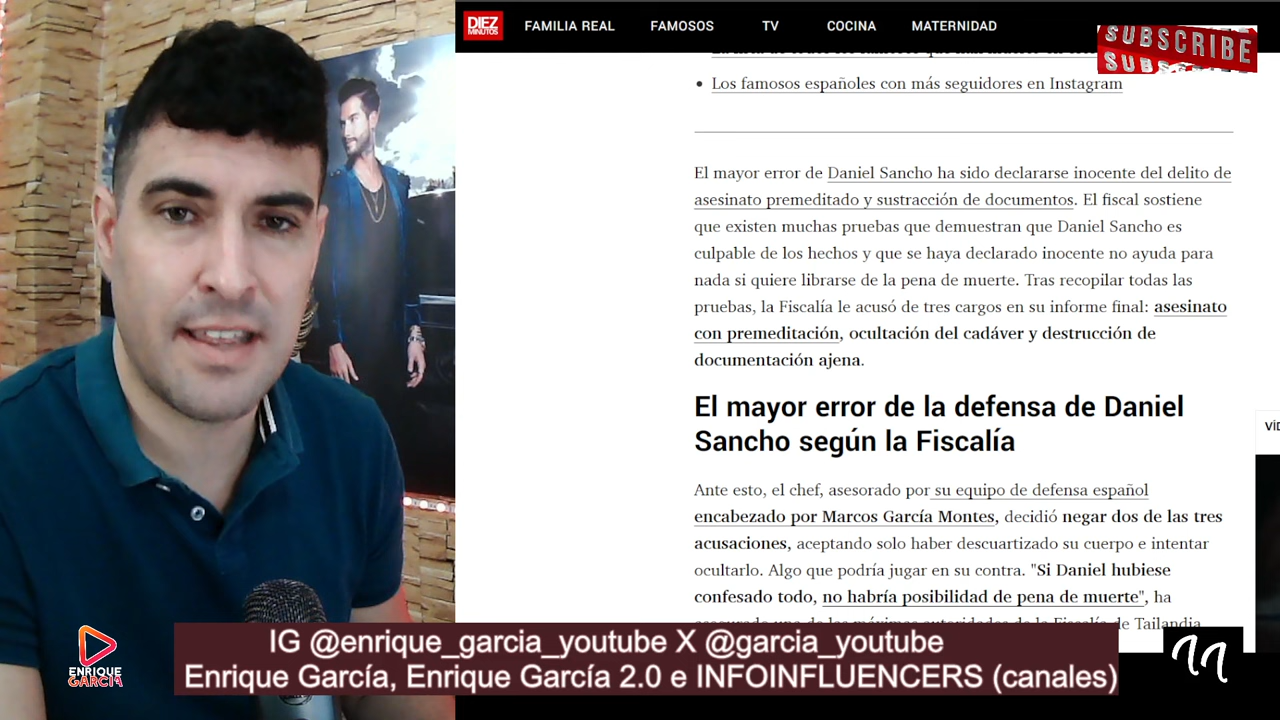 DIEZ
MINUTOS
FAMILIA REAL
FAMOSOS
TV
COCINA
MATERNIDAD
SUBSCRIBE
• Los famosos españoles con más seguidores en Instagram
El mayor error de Daniel Sancho ha sido declararse inocente del delito de
asesinato premeditado y sustracción de documentos. El fiscal sostiene
que existen muchas pruebas que demuestran que Daniel Sancho es
culpable de los hechos y que se haya declarado inocente no ayuda para
nada si quiere librarse de la pena de muerte. Tras recopilar todas las
pruebas, la Fiscalía le acusó de tres cargos en su informe final: asesinato
con premeditación, ocultación del cadáver y destrucción de
documentación ajena.
El mayor error de la defensa de Daniel
Sancho según la Fiscalía
Ante esto, el chef, asesorado por su equipo de defensa español
encabezado por Marcos García Montes, decidió negar dos de las tres
acusaciones, aceptando solo haber descuartizado su cuerpo e intentar
ocultarlo. Algo que podría jugar en su contra. "Si Daniel hubiese
confesado todo, no habría posibilidad de pena de muerte", ha
de Tailandia
ENRIQUE
GARCÍA
IG @enrique_garcia_youtube X @garcia_youtube
Enrique García, Enrique García 2.0 e INFOINFLUENCERS (canales)